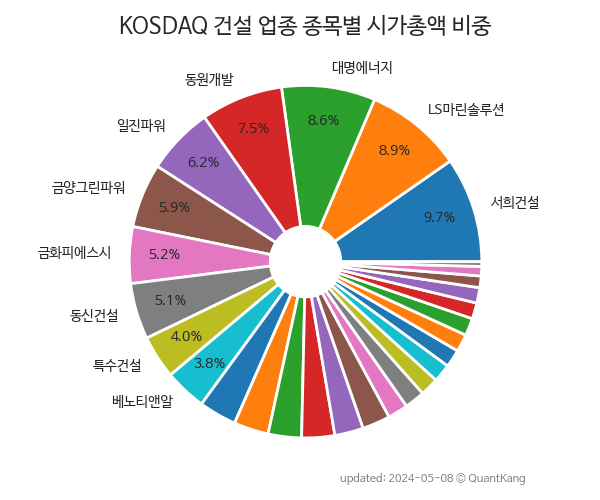 KOSDAQ 건설 업종 종목별 시가총액 비중
대명에너지
동원개발
LS마린솔루션
8.6%
7.5%
일진파워
8.9%
6.2%
금양그린파워
서희건설
5.9%
9.7%
금화피에스시
5.2%
5.1%
동신건설
4.0%
특수건설
3.8%
베노티앤알
updated: 2024-05-08 © QuantKang